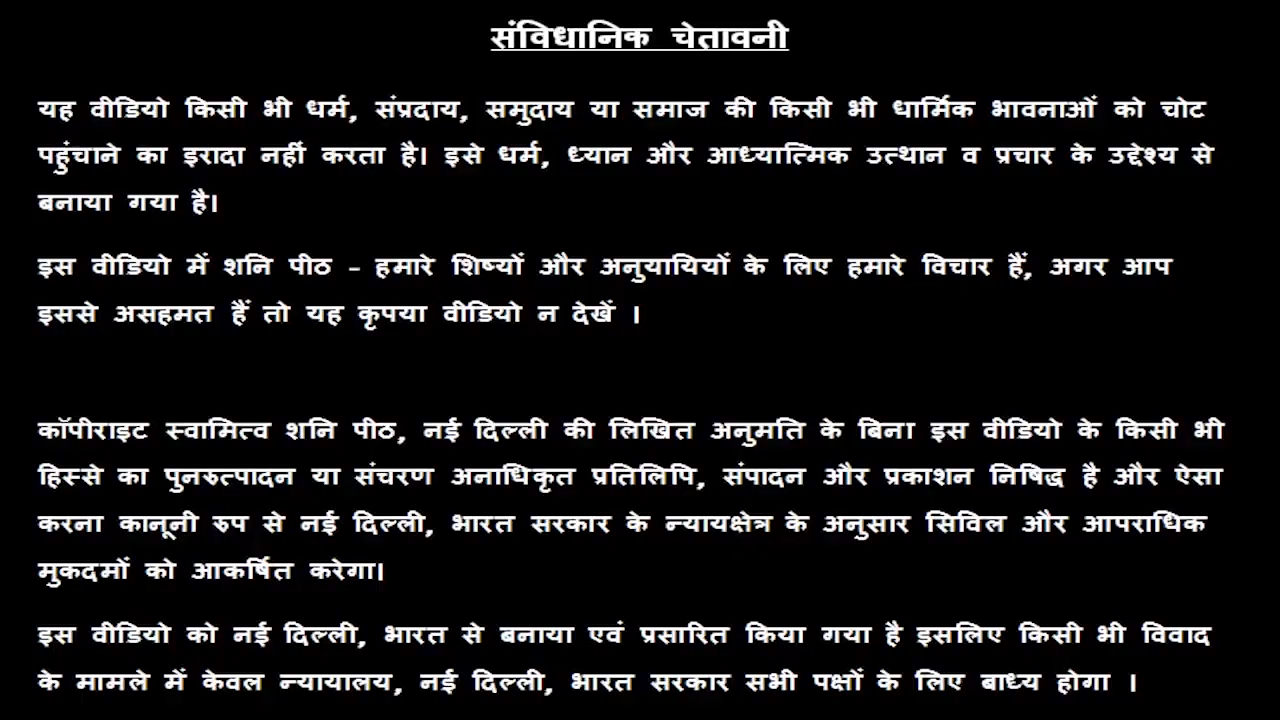 संविधानिक चेतावनी
यह वीडियो किसी भी धर्म, संप्रदाय, समुदाय या समाज की किसी भी धार्मिक भावनाओं को चोट
पहुंचाने का इरादा नहीं करता है। इसे धर्म, ध्यान और आध्यात्मिक उत्थान व प्रचार के उद्देश्य से
बनाया गया है।
इस वीडियो में शनि पीठ – हमारे शिष्यों और अनुयायियों के लिए हमारे विचार हैं, अगर आप
इससे असहमत हैं तो यह कृपया वीडियो न देखें ।
कॉपीराइट स्वामित्व शनि पीठ, नई दिल्ली की लिखित अनुमति के बिना इस वीडियो के किसी भी
हिस्से का पुनरुत्पादन या संचरण अनाधिकृत प्रतिलिपि, संपादन और प्रकाशन निषिद्ध है और ऐसा
करना कानूनी रुप से नई दिल्ली, भारत सरकार के न्यायक्षेत्र के अनुसार सिविल और आपराधिक
मुकदमों को आकर्षित करेगा।
इस वीडियो को नई दिल्ली, भारत से बनाया एवं प्रसारित किया गया है इसलिए किसी भी विवाद
के मामले में केवल न्यायालय, नई दिल्ली, भारत सरकार सभी पक्षों के लिए बाध्य होगा ।